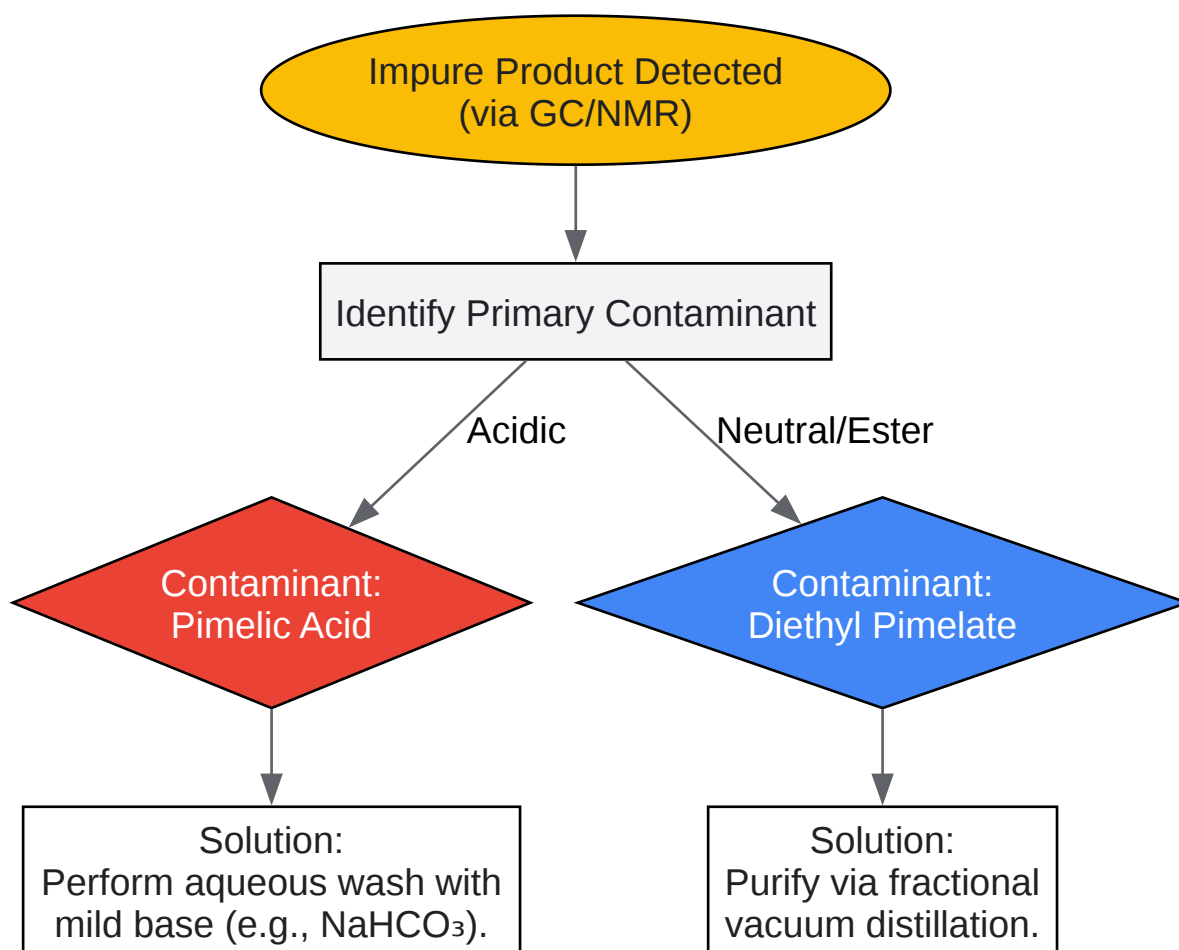 Impure Product Detected
(via GC/NMR)
Identify Primary Contaminant
Acidic
Neutral/Ester
Contaminant:
Pimelic Acid
Contaminant:
Diethyl Pimelate
Solution:
Perform aqueous wash with
mild base (e.g., NaHCO₃).
Solution:
Purify via fractional
vacuum distillation.